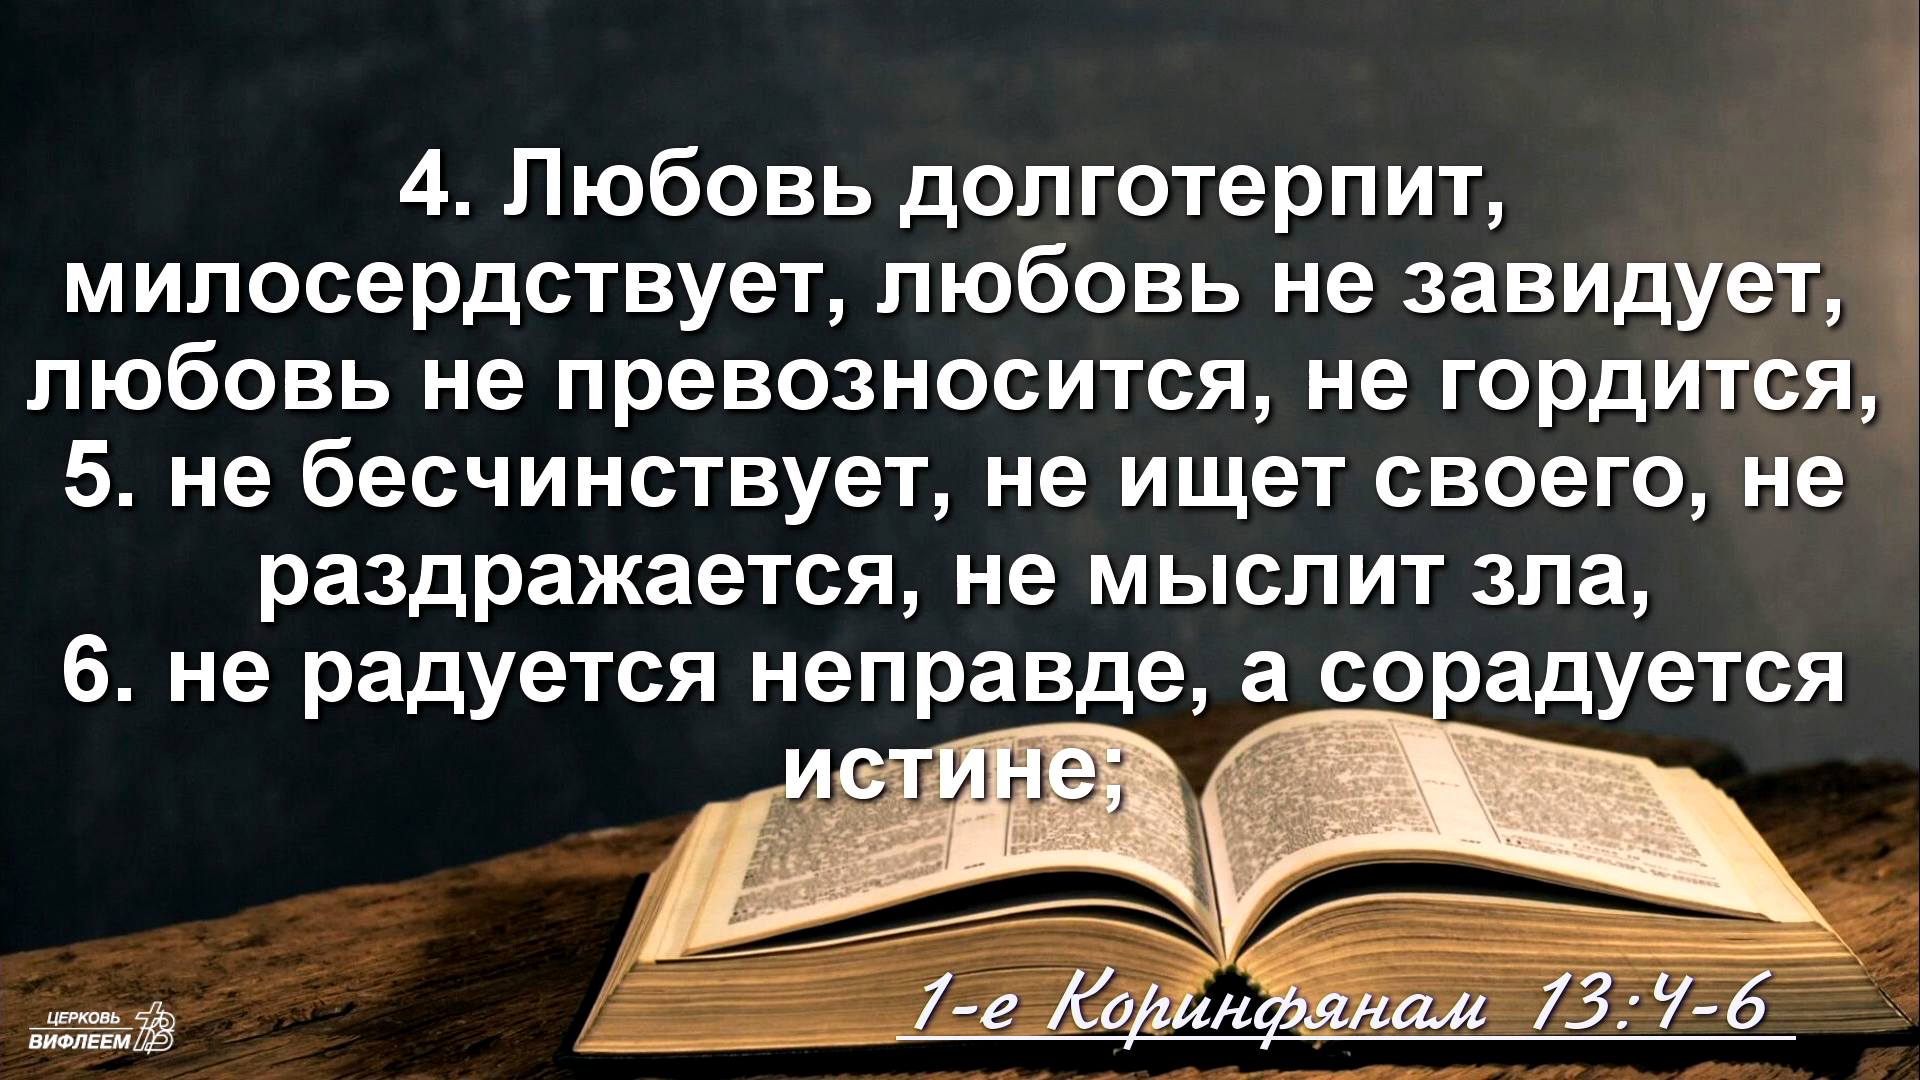 4. Любовь долготерпит,
милосердствует, любовь не завидует,
любовь не превозносится, не гордится,
5. не бесчинствует, не ищет своего, не
раздражается, не мыслит зла,
6. не радуется неправде, а сорадуется
истине;
1-е Коринфянам 13:4-6
ЦЕРКОВЬ
ВИФЛЕЕМ